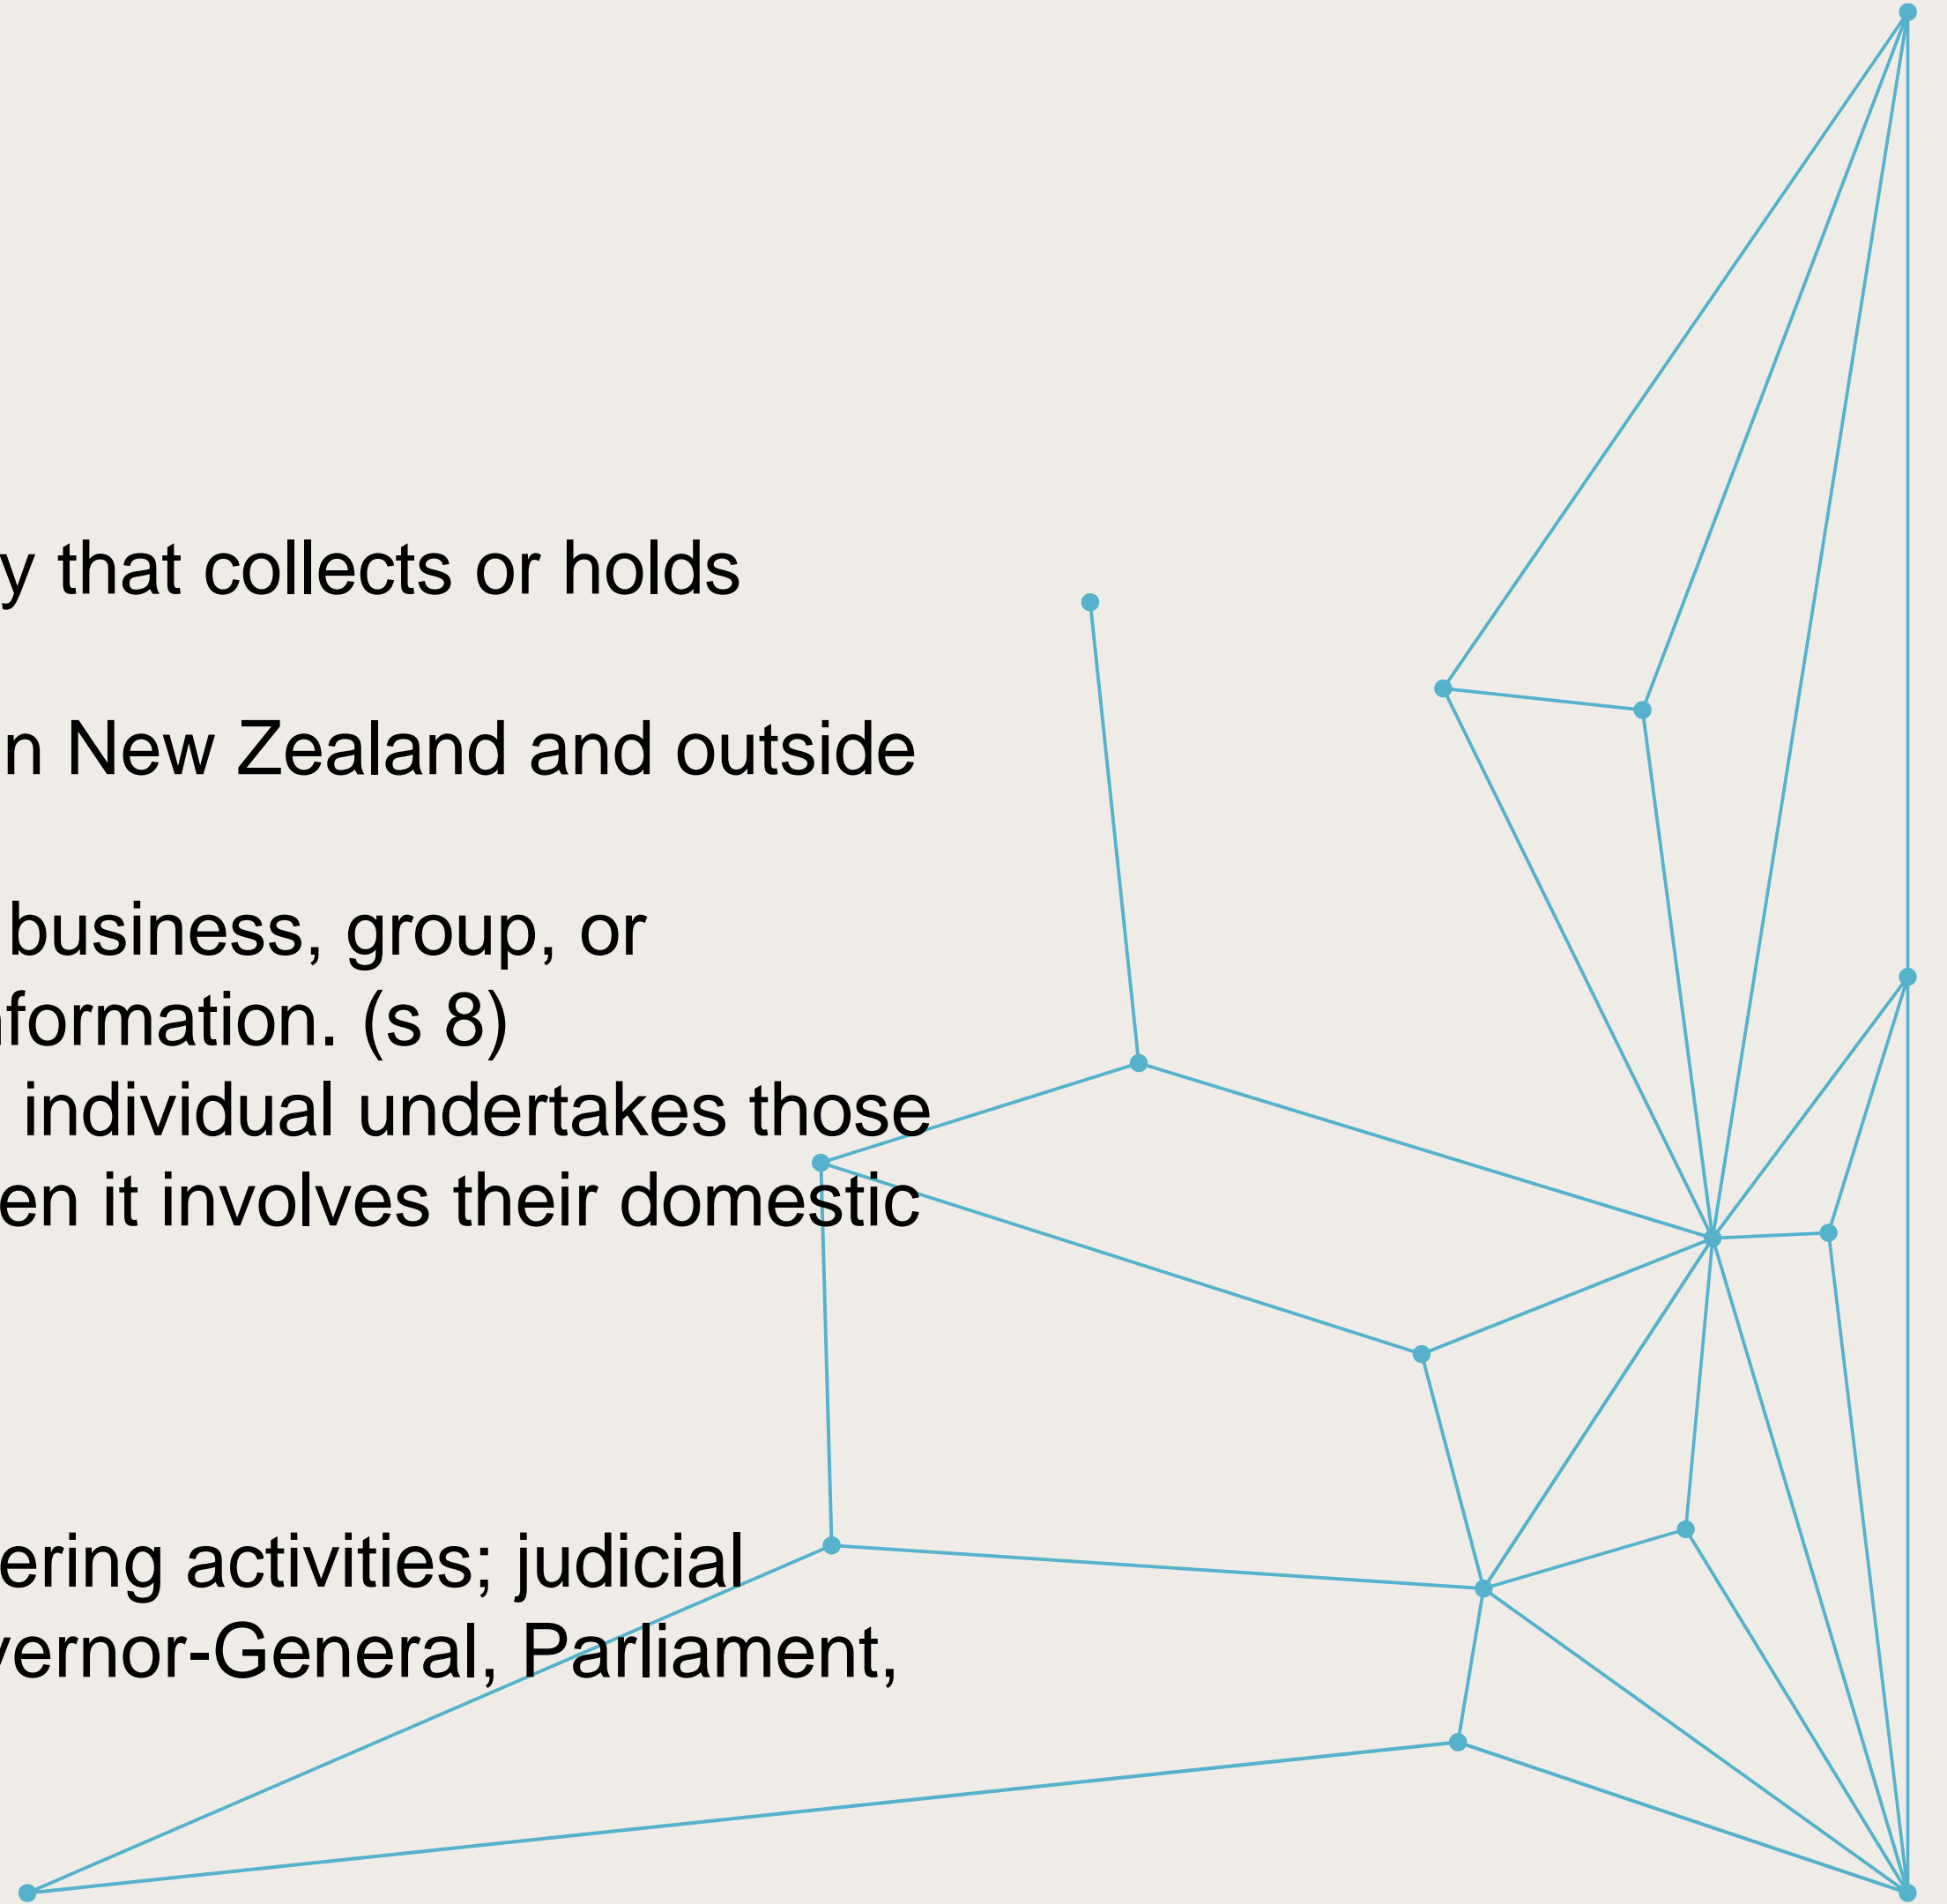 y that collects or holds
n New Zealand and outside
business, group, or
formation. (s 8)
individual undertakes those
en it involves their domestic
ering activities; judicial
ernor-General, Parliament,